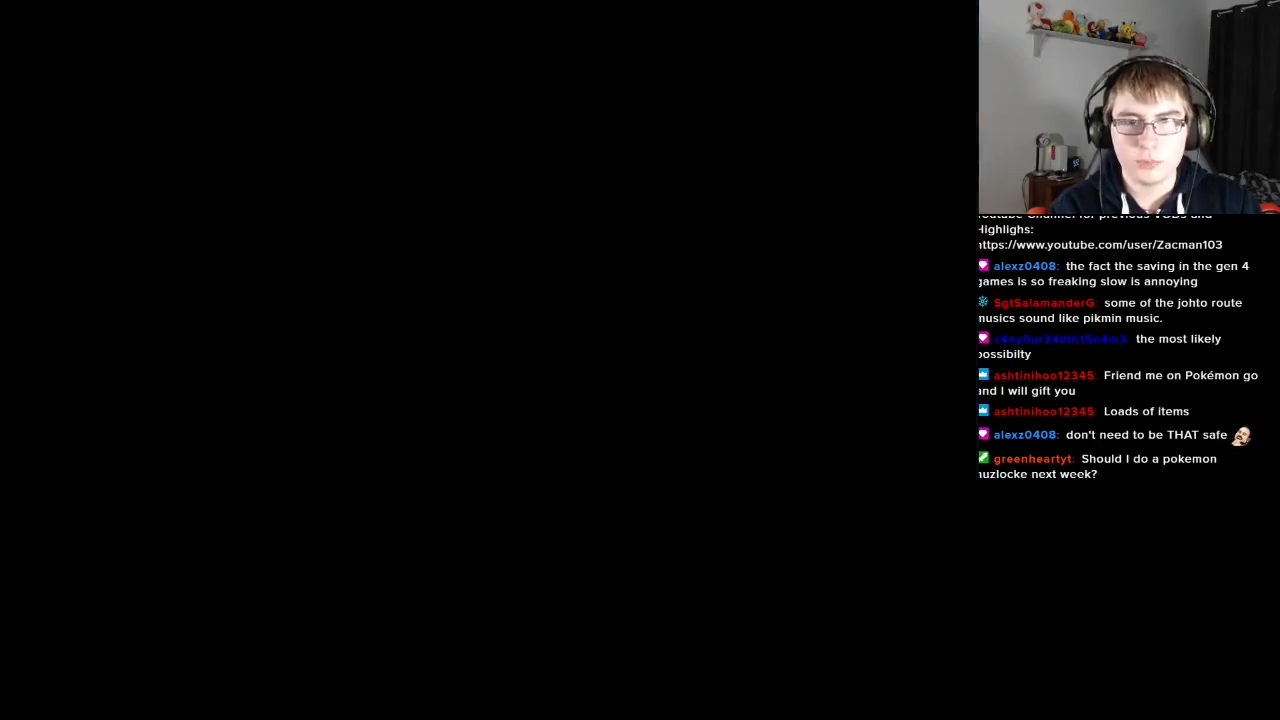 Youtube Channel for previous VODs and
Highlighs:
https://www.youtube.com/user/Zacman103
alexz0408: the fact the saving in the gen 4
games is so freaking slow is annoying
SgtSalamanderG: some of the johto route
musics sound like pikmin music.
the most likely
possibilty
ashtinihoo12345: Friend me on Pokémon go
and I will gift you
ashtinihoo12345: Loads of items
alexz0408: don't need to be THAT safe
greenheartyt: Should I do a pokemon
nuzlocke next week?